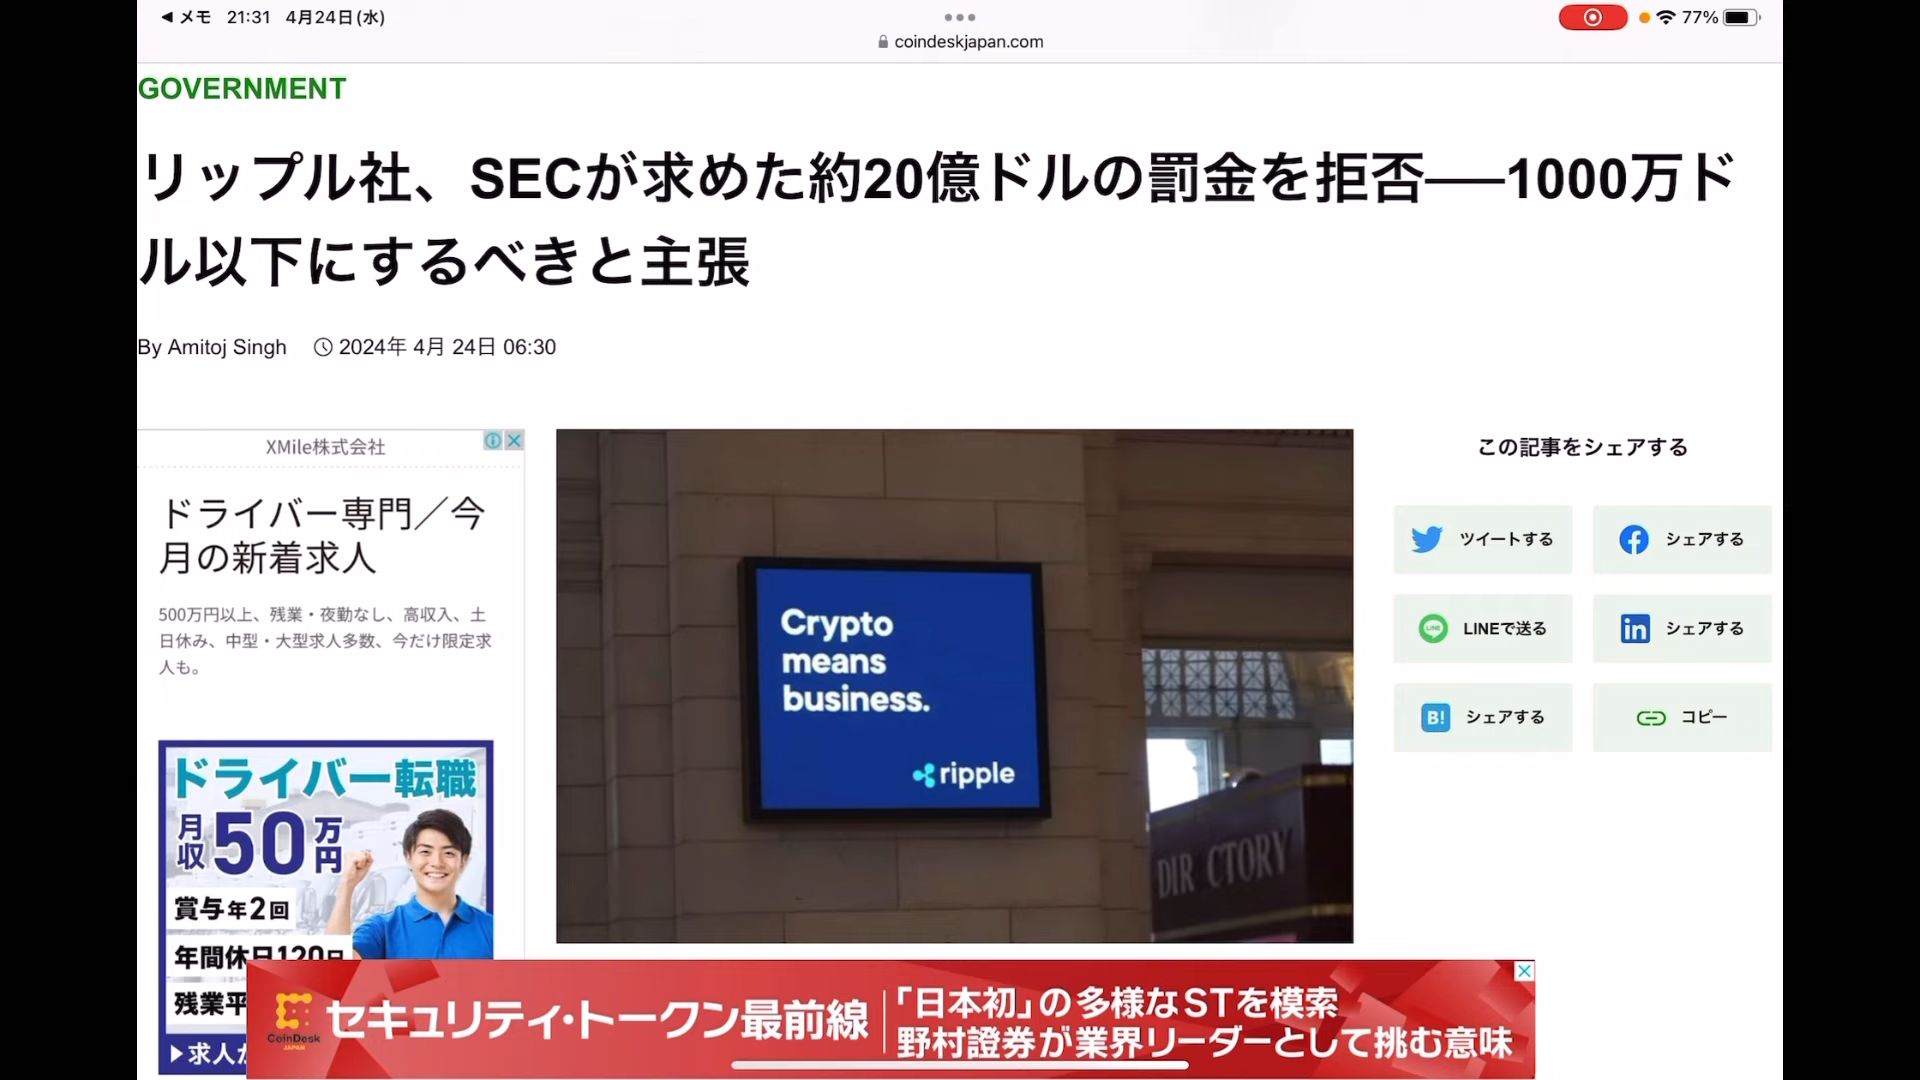 メモ 21:31 4月24日(水)
77%
coindeskjapan.com
GOVERNMENT
リップル社、SECが求めた約20億ドルの罰金を拒否──1000万ド
ル以下にするべきと主張
By Amitoj Singh 2024年 4月 24日 06:30
XMile株式会社
ドライバー専門／今
月の新着求人
500万円以上、残業・夜勤なし、高収入、土
日休み、中型・大型求人多数、今だけ限定求
人も。
ドライバー転職
月収50万円
賞与年2回
年間休日120日
残業平
求人
Crypto
means
business.
ripple
DIR CTORY
この記事をシェアする
ツイートする
シェアする
LINE
LINEで送る
in
シェアする
B!
シェアする
コピー
CoinDesk
JAPAN
セキュリティ・トークン最前線
「日本初」の多様なSTを模索
野村證券が業界リーダーとして挑む意味